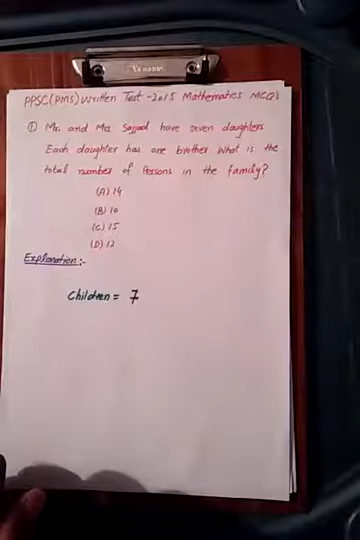 PPSC(PMS) Written Test -2015 Mathematics MCQ's
① Mr. and Mrs. Sajjad have seven daughters
Each daughter has one brother what is the
total number of Persons in the family?
(A) 14
(B) 10
(C) 15
(D) 12
Explanation:-
Children = 7